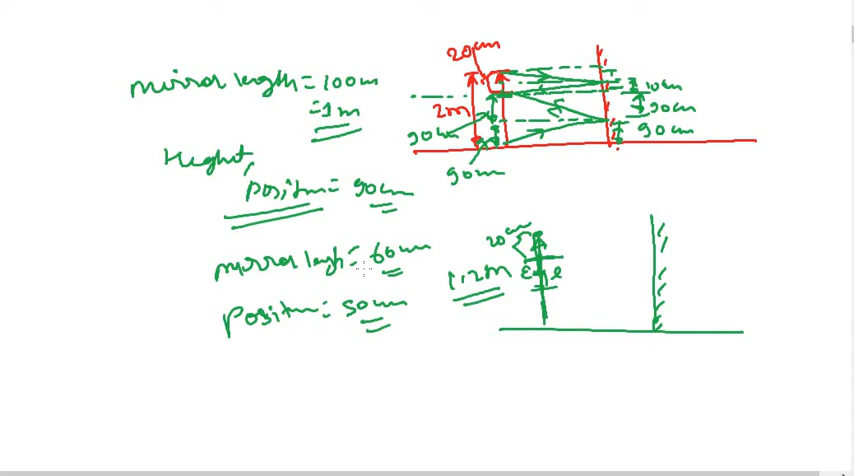 mirror length = 100cm
= 1m
Height,
position = 90cm
mirror length = 60cm
position = 50cm
20cm
2m
90cm
90cm
10cm
90cm
90cm
20cm
1.2m
E
e